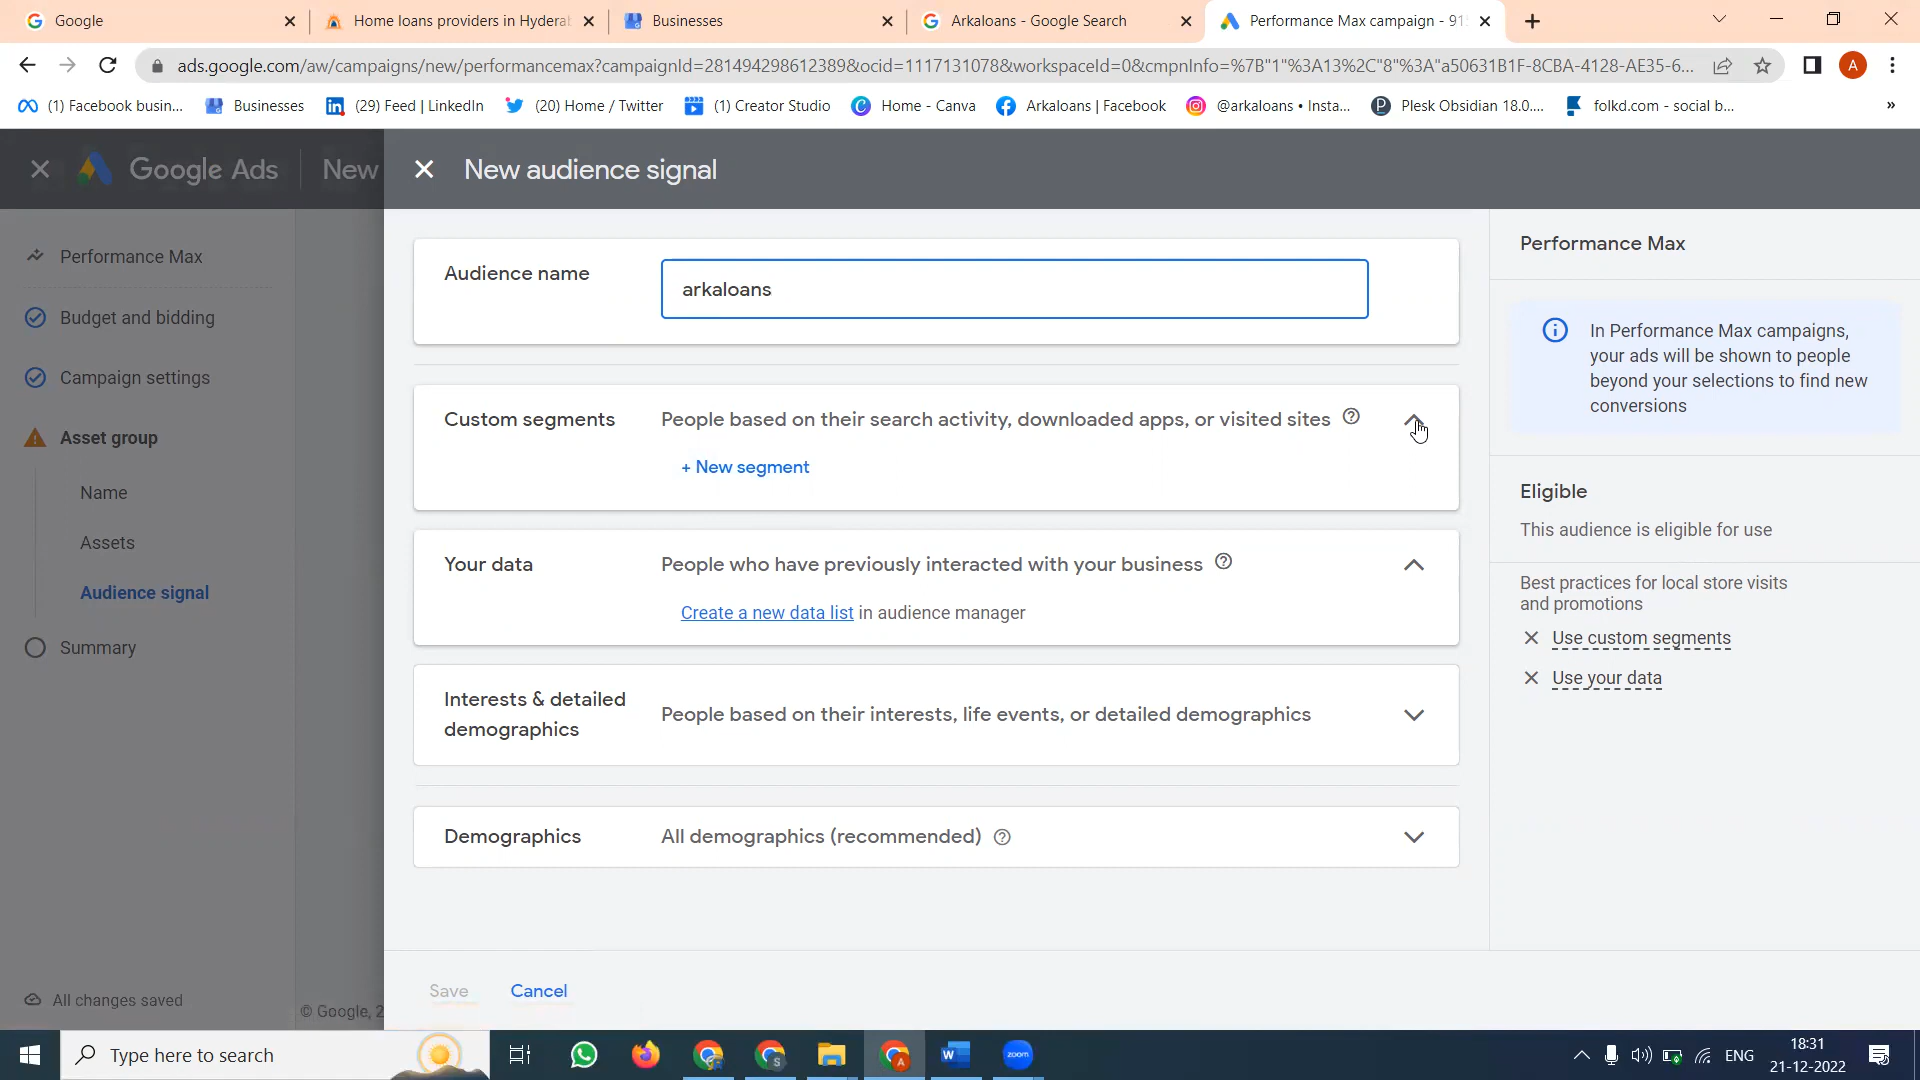 Google
Home loans providers in Hyderab
Businesses
Arkaloans - Google Search
Performance Max campaign - 915
ads.google.com/aw/campaigns/new/performancemax?campaignId=281494298612389&ocid=1117131078&workspaceId=0&cmpnInfo=%7B"1"%3A13%2C"8"%3A"a50631B1F-8CBA-4128-AE35-6...
A
(1) Facebook busin...
Businesses
(29) Feed | LinkedIn
(20) Home / Twitter
(1) Creator Studio
Home - Canva
Arkaloans | Facebook
@arkaloans • Insta...
Plesk Obsidian 18.0....
folkd.com - social b...
»
Google Ads
New
New audience signal
Performance Max
Budget and bidding
Campaign settings
Asset group
Name
Assets
Audience signal
Summary
All changes saved
© Google, 2
Audience name
arkaloans
Custom segments
People based on their search activity, downloaded apps, or visited sites
+ New segment
Your data
People who have previously interacted with your business
Create a new data list in audience manager
Interests & detailed
demographics
People based on their interests, life events, or detailed demographics
Demographics
All demographics (recommended)
Save
Cancel
Performance Max
In Performance Max campaigns,
your ads will be shown to people
beyond your selections to find new
conversions
Eligible
This audience is eligible for use
Best practices for local store visits
and promotions
Use custom segments
Use your data
Type here to search
zoom
ENG
18:31
21-12-2022